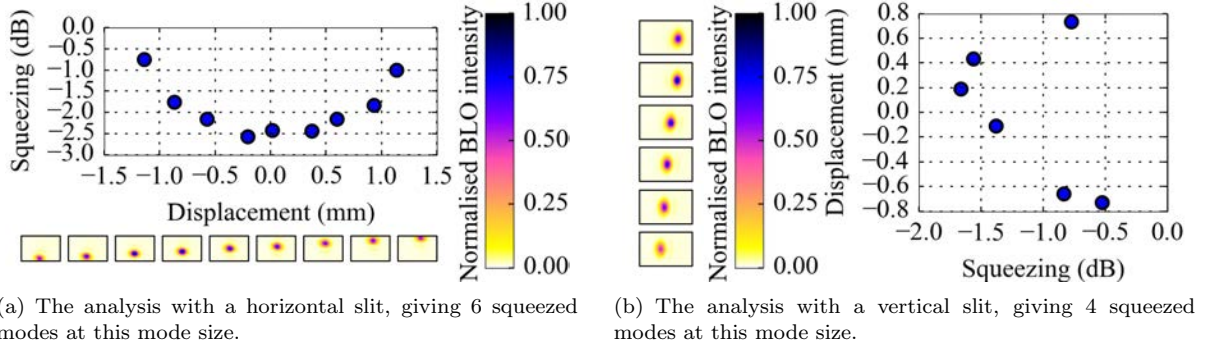 0.0
−0.5
−1.0
−1.5
−2.0
−2.5
−3.0
Squeezing (dB)
−1.5 −1.0 −0.5 0.0 0.5 1.0 1.5
Displacement (mm)
Normalised BLO intensity
1.00
0.75
0.50
0.25
0.00
(a) The analysis with a horizontal slit, giving 6 squeezed
modes at this mode size.
Normalised BLO intensity
1.00
0.75
0.50
0.25
0.00
Displacement (mm)
0.8
0.6
0.4
0.2
0.0
−0.2
−0.4
−0.6
−0.8
−2.0 −1.5 −1.0 −0.5 0.0
Squeezing (dB)
(b) The analysis with a vertical slit, giving 4 squeezed
modes at this mode size.